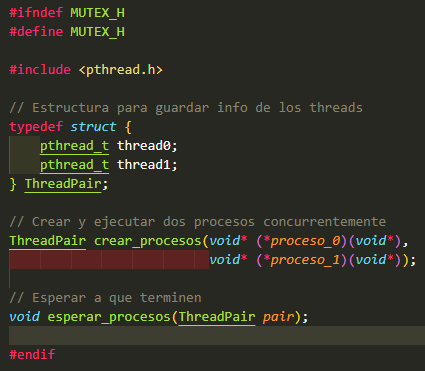 #ifndef MUTEX_H
#define MUTEX_H
#include <pthread.h>
// Estructura para guardar info de los threads
typedef struct {
pthread_t thread0;
pthread_t thread1;
} ThreadPair;
// Crear y ejecutar dos procesos concurrentemente
ThreadPair crear_procesos(void* (*proceso_0)(void*),
void* (*proceso_1)(void*));
// Esperar a que terminen
void esperar_procesos(ThreadPair pair);
#endif